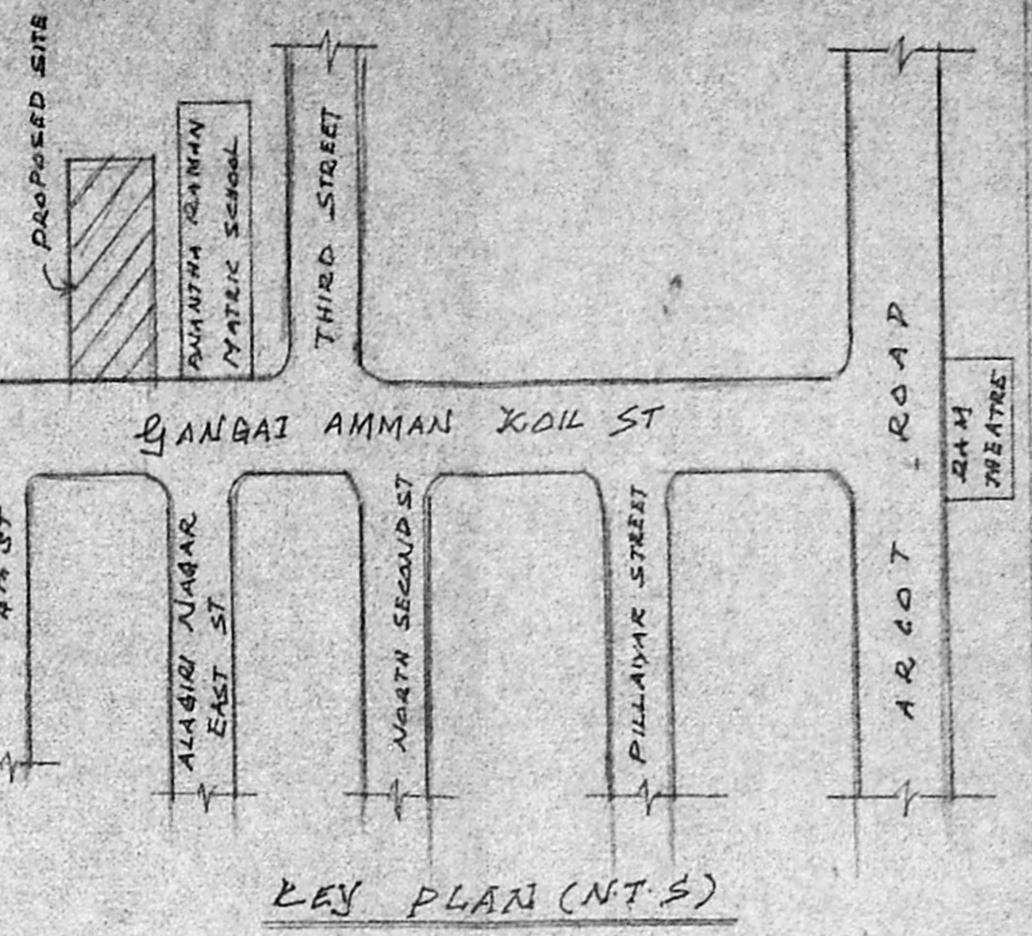 PROPOSED SITE
ANANTHA RAMAN
MATRIC SCHOOL
THIRD STREET
GANGAI AMMAN KOIL ST
ARCOT ROAD
RAM
THEATRE
ST
ALAGIRI NAGAR
EAST ST
NORTH SECOND ST
PILLAIYAR STREET
KEY PLAN (N.T.S)